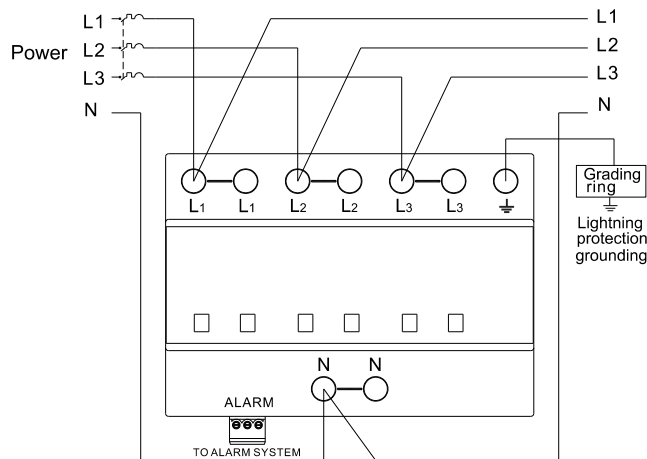 L1 L1
Power L2 L2
L3 L3
N N
L1 L1 L2 L2 L3 L3
Grading
ring
Lightning
protection
grounding
N N
ALARM
TO ALARM SYSTEM